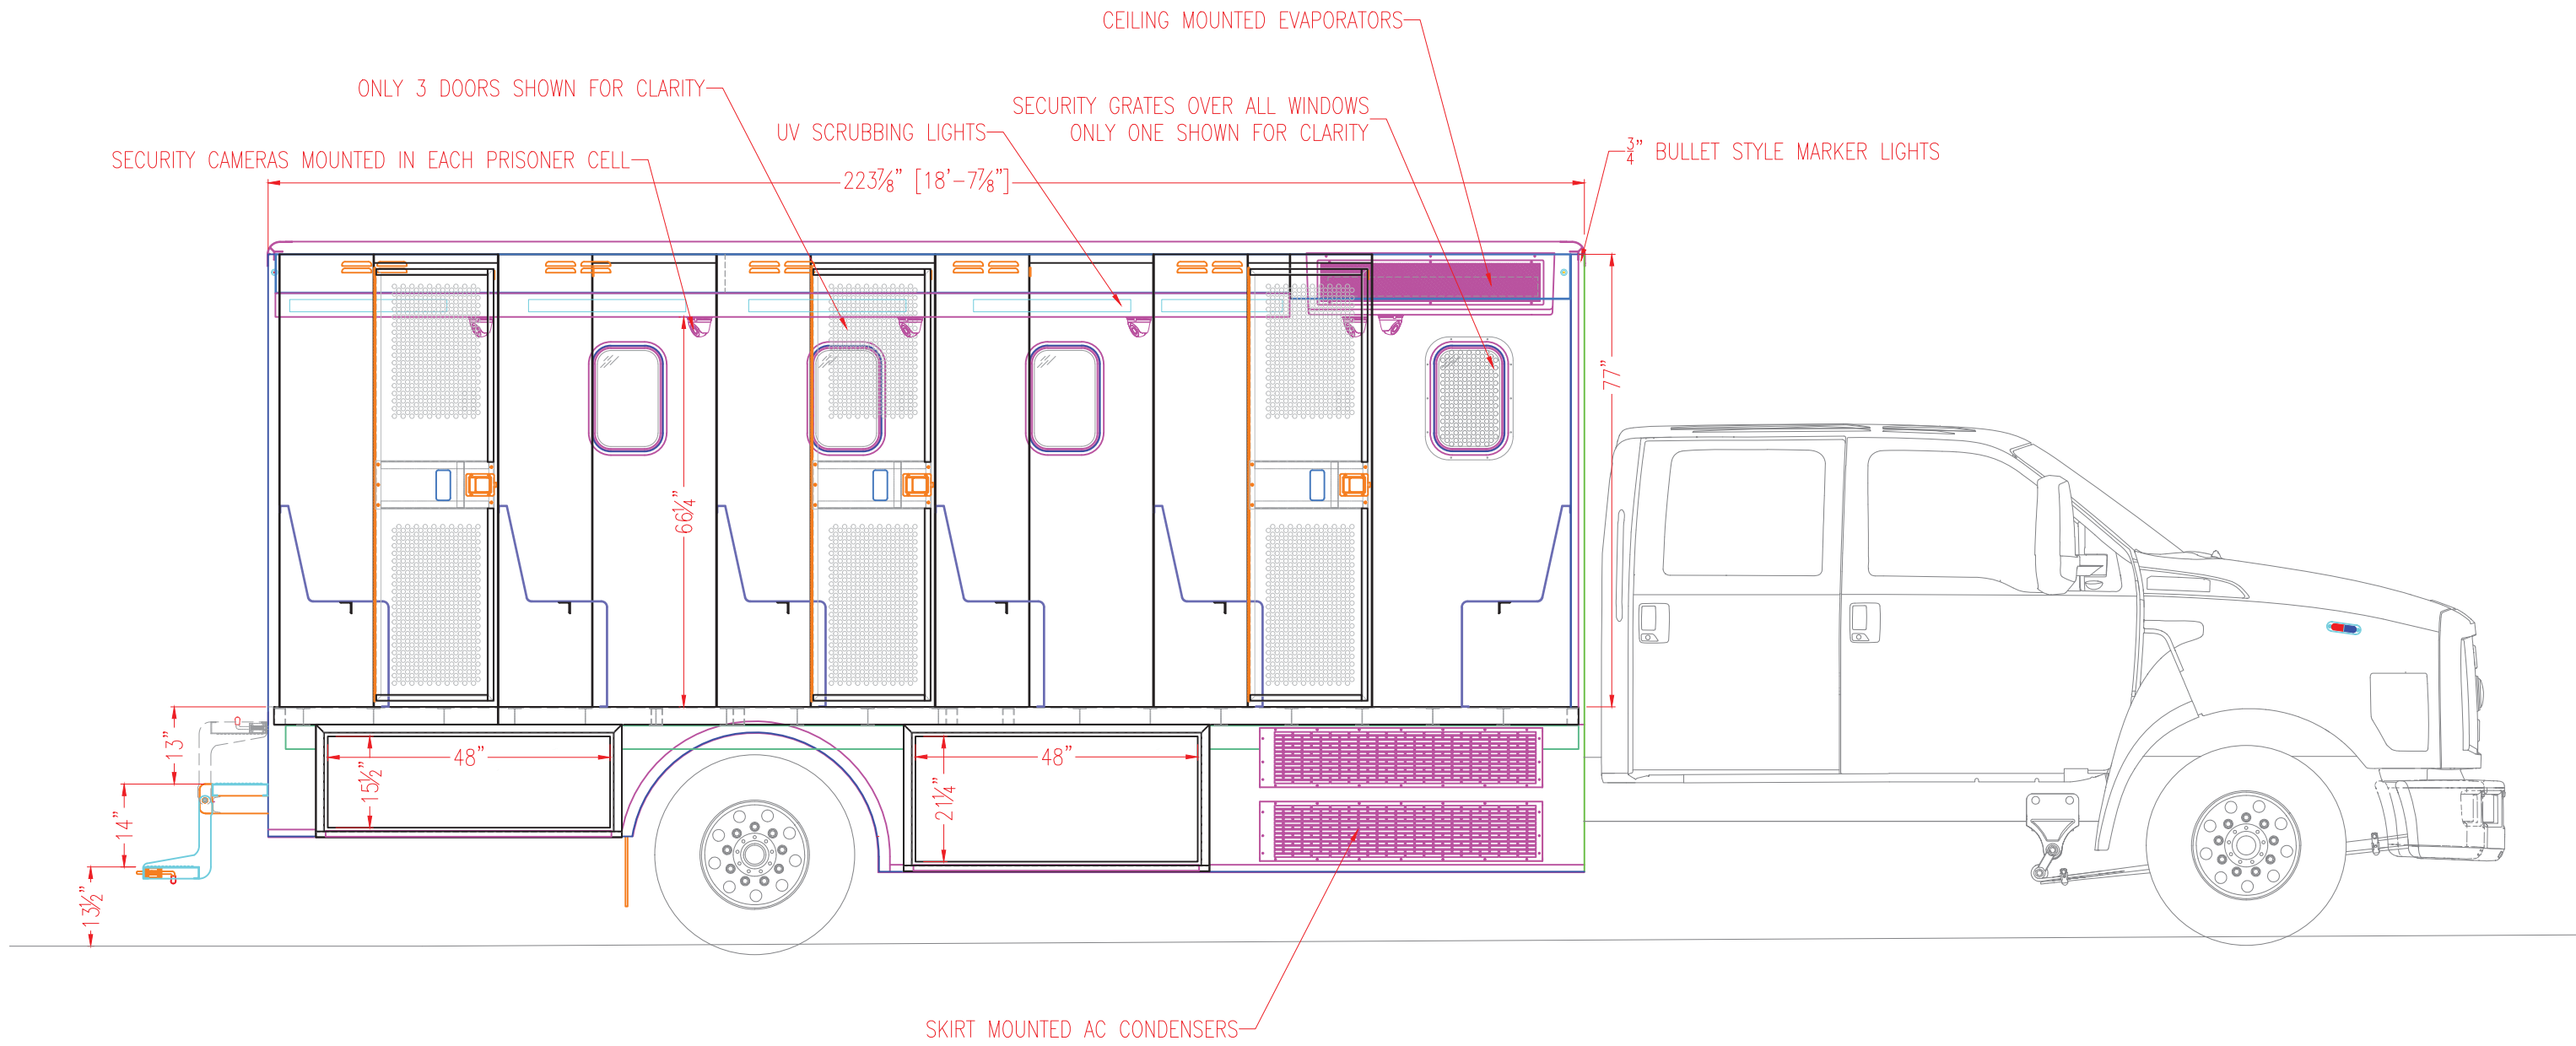 CEILING MOUNTED EVAPORATORS
ONLY 3 DOORS SHOWN FOR CLARITY
SECURITY GRATES OVER ALL WINDOWS
ONLY ONE SHOWN FOR CLARITY
UV SCRUBBING LIGHTS
SECURITY CAMERAS MOUNTED IN EACH PRISONER CELL
3/4" BULLET STYLE MARKER LIGHTS
223⅞" [18'-7⅞"]
77"
66¼"
13"
48"
15½"
48"
21¼"
14"
13½"
SKIRT MOUNTED AC CONDENSERS